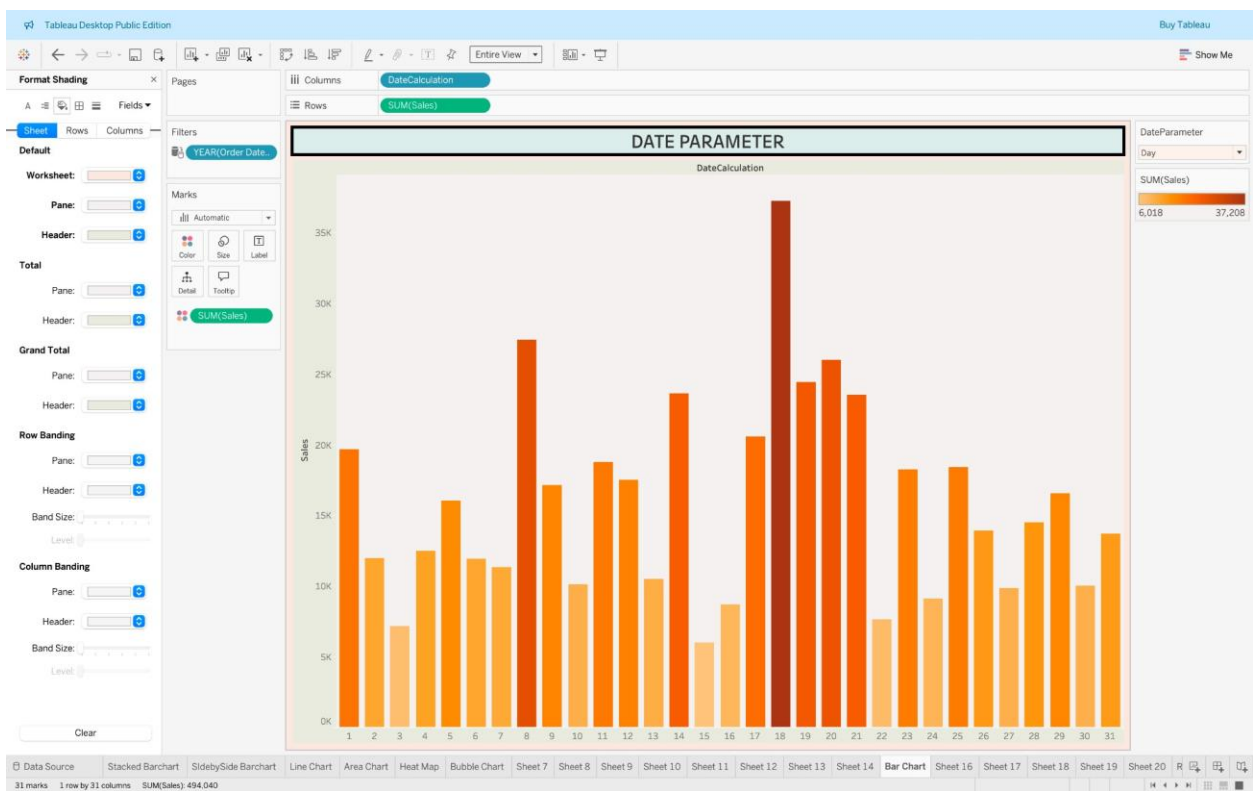 Tableau Desktop Public Edition
Buy Tableau
Entire View
Show Me
Format Shading
Fields
Sheet Rows Columns
Default
Worksheet:
Pane:
Header:
Total
Pane:
Header:
Grand Total
Pane:
Header:
Row Banding
Pane:
Header:
Band Size:
Level:
Column Banding
Pane:
Header:
Band Size:
Level:
Clear
Pages
Filters
YEAR(Order Date..
Marks
Automatic
Color Size Label
Detail Tooltip
SUM(Sales)
Columns DateCalculation
Rows SUM(Sales)
DATE PARAMETER
DateCalculation
Sales
35K
30K
25K
20K
15K
10K
5K
0K
1 2 3 4 5 6 7 8 9 10 11 12 13 14 15 16 17 18 19 20 21 22 23 24 25 26 27 28 29 30 31
DateParameter
Day
SUM(Sales)
6,018 37,208
Data Source Stacked Barchart SIdebySide Barchart Line Chart Area Chart Heat Map Bubble Chart Sheet 7 Sheet 8 Sheet 9 Sheet 10 Sheet 11 Sheet 12 Sheet 13 Sheet 14 Bar Chart Sheet 16 Sheet 17 Sheet 18 Sheet 19 Sheet 20 R
31 marks 1 row by 31 columns SUM(Sales): 494,040